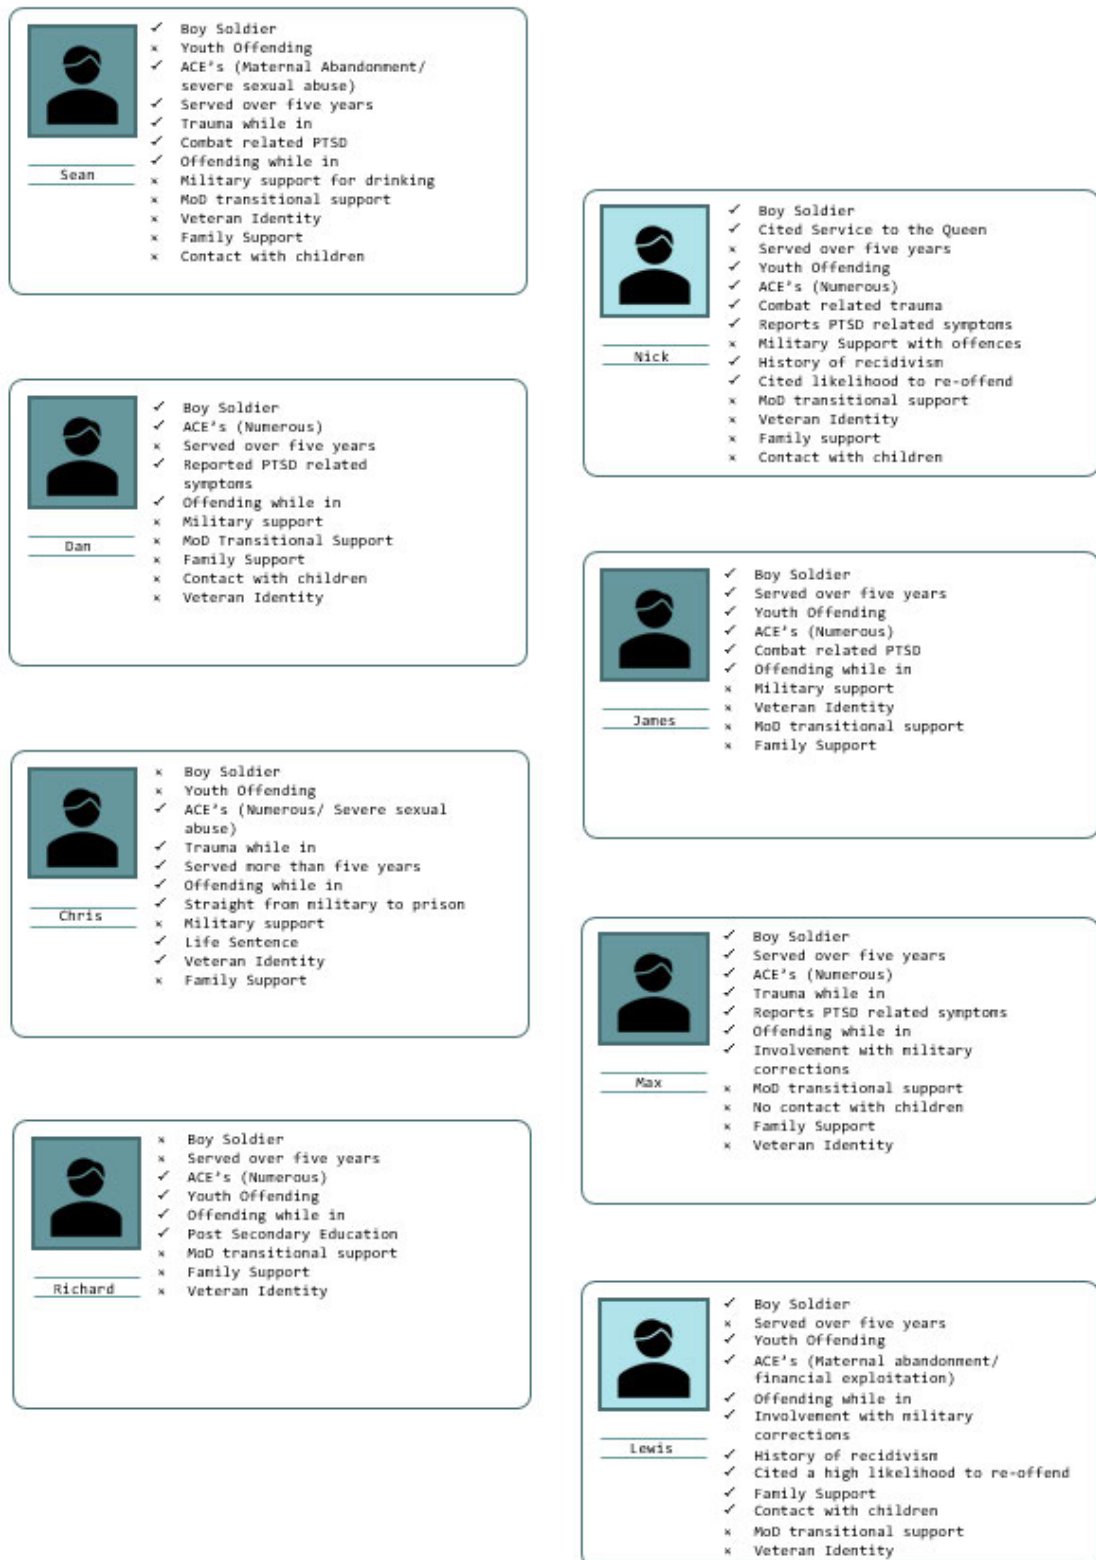 ✓ Boy Soldier
× Youth Offending
✓ ACE's (Maternal Abandonment/
severe sexual abuse)
✓ Served over five years
✓ Trauma while in
✓ Combat related PTSD
✓ Offending while in
× Military support for drinking
× MoD transitional support
× Veteran Identity
× Family Support
× Contact with children
Sean
✓ Boy Soldier
✓ ACE's (Numerous)
× Served over five years
✓ Reported PTSD related
symptoms
✓ Offending while in
× Military support
× MoD Transitional Support
× Family Support
× Contact with children
× Veteran Identity
Dan
× Boy Soldier
× Youth Offending
✓ ACE's (Numerous/ Severe sexual
abuse)
✓ Trauma while in
✓ Served more than five years
✓ Offending while in
✓ Straight from military to prison
× Military support
✓ Life Sentence
✓ Veteran Identity
× Family Support
Chris
× Boy Soldier
× Served over five years
✓ ACE's (Numerous)
✓ Youth Offending
✓ Offending while in
✓ Post Secondary Education
× MoD transitional support
× Family Support
× Veteran Identity
Richard
✓ Boy Soldier
✓ Cited Service to the Queen
× Served over five years
✓ Youth Offending
✓ ACE's (Numerous)
✓ Combat related trauma
✓ Reports PTSD related symptoms
× Military Support with offences
✓ History of recidivism
✓ Cited likelihood to re-offend
× MoD transitional support
× Veteran Identity
× Family support
× Contact with children
Nick
✓ Boy Soldier
✓ Served over five years
✓ Youth Offending
✓ ACE's (Numerous)
✓ Combat related PTSD
✓ Offending while in
× Military support
× Veteran Identity
× MoD transitional support
× Family Support
James
✓ Boy Soldier
✓ Served over five years
✓ ACE's (Numerous)
✓ Trauma while in
✓ Reports PTSD related symptoms
✓ Offending while in
✓ Involvement with military
corrections
× MoD transitional support
× No contact with children
× Family Support
× Veteran Identity
Max
✓ Boy Soldier
× Served over five years
✓ Youth Offending
✓ ACE's (Maternal abandonment/
financial exploitation)
✓ Offending while in
✓ Involvement with military
corrections
✓ History of recidivism
✓ Cited a high likelihood to re-offend
✓ Family Support
✓ Contact with children
× MoD transitional support
× Veteran Identity
Lewis